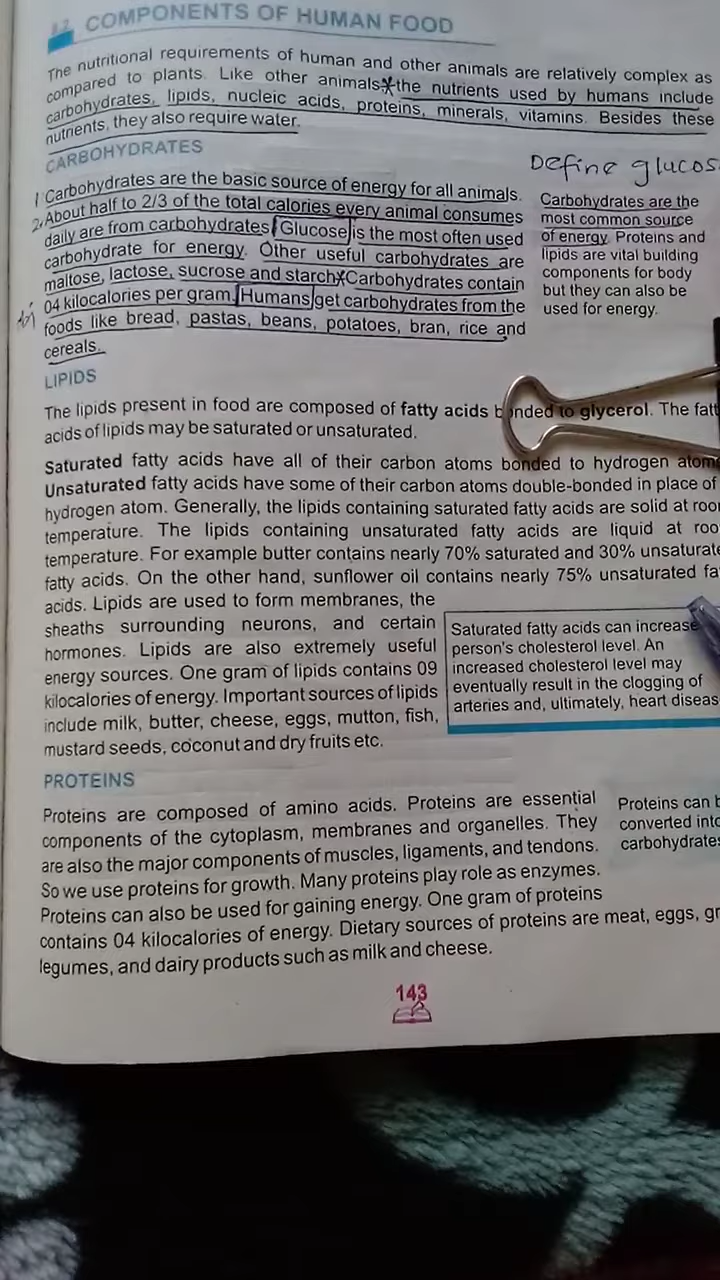 COMPONENTS OF HUMAN FOOD
The nutritional requirements of human and other animals are relatively complex as
compared to plants. Like other animals the nutrients used by humans include
carbohydrates, lipids, nucleic acids, proteins, minerals, vitamins. Besides these
nutrients, they also require water.
CARBOHYDRATES
Define glucos
1 Carbohydrates are the basic source of energy for all animals.
2 About half to 2/3 of the total calories every animal consumes
daily are from carbohydrates Glucose is the most often used
carbohydrate for energy. Other useful carbohydrates are
maltose, lactose, sucrose and starch Carbohydrates contain
04 kilocalories per gram. Humans get carbohydrates from the
foods like bread, pastas, beans, potatoes, bran, rice and
cereals.
Carbohydrates are the
most common source
of energy. Proteins and
lipids are vital building
components for body
but they can also be
used for energy.
LIPIDS
The lipids present in food are composed of fatty acids bonded to glycerol. The fatt
acids of lipids may be saturated or unsaturated.
Saturated fatty acids have all of their carbon atoms bonded to hydrogen atom
Unsaturated fatty acids have some of their carbon atoms double-bonded in place of
hydrogen atom. Generally, the lipids containing saturated fatty acids are solid at roo
temperature. The lipids containing unsaturated fatty acids are liquid at roo
temperature. For example butter contains nearly 70% saturated and 30% unsaturate
fatty acids. On the other hand, sunflower oil contains nearly 75% unsaturated fa
acids. Lipids are used to form membranes, the
sheaths surrounding neurons, and certain
hormones. Lipids are also extremely useful
energy sources. One gram of lipids contains 09
kilocalories of energy. Important sources of lipids
include milk, butter, cheese, eggs, mutton, fish,
mustard seeds, coconut and dry fruits etc.
Saturated fatty acids can increase
person's cholesterol level. An
increased cholesterol level may
eventually result in the clogging of
arteries and, ultimately, heart diseas
PROTEINS
Proteins are composed of amino acids. Proteins are essential
components of the cytoplasm, membranes and organelles. They
are also the major components of muscles, ligaments, and tendons.
So we use proteins for growth. Many proteins play role as enzymes.
Proteins can also be used for gaining energy. One gram of proteins
contains 04 kilocalories of energy. Dietary sources of proteins are meat, eggs, gr
legumes, and dairy products such as milk and cheese.
Proteins can b
converted into
carbohydrates
143